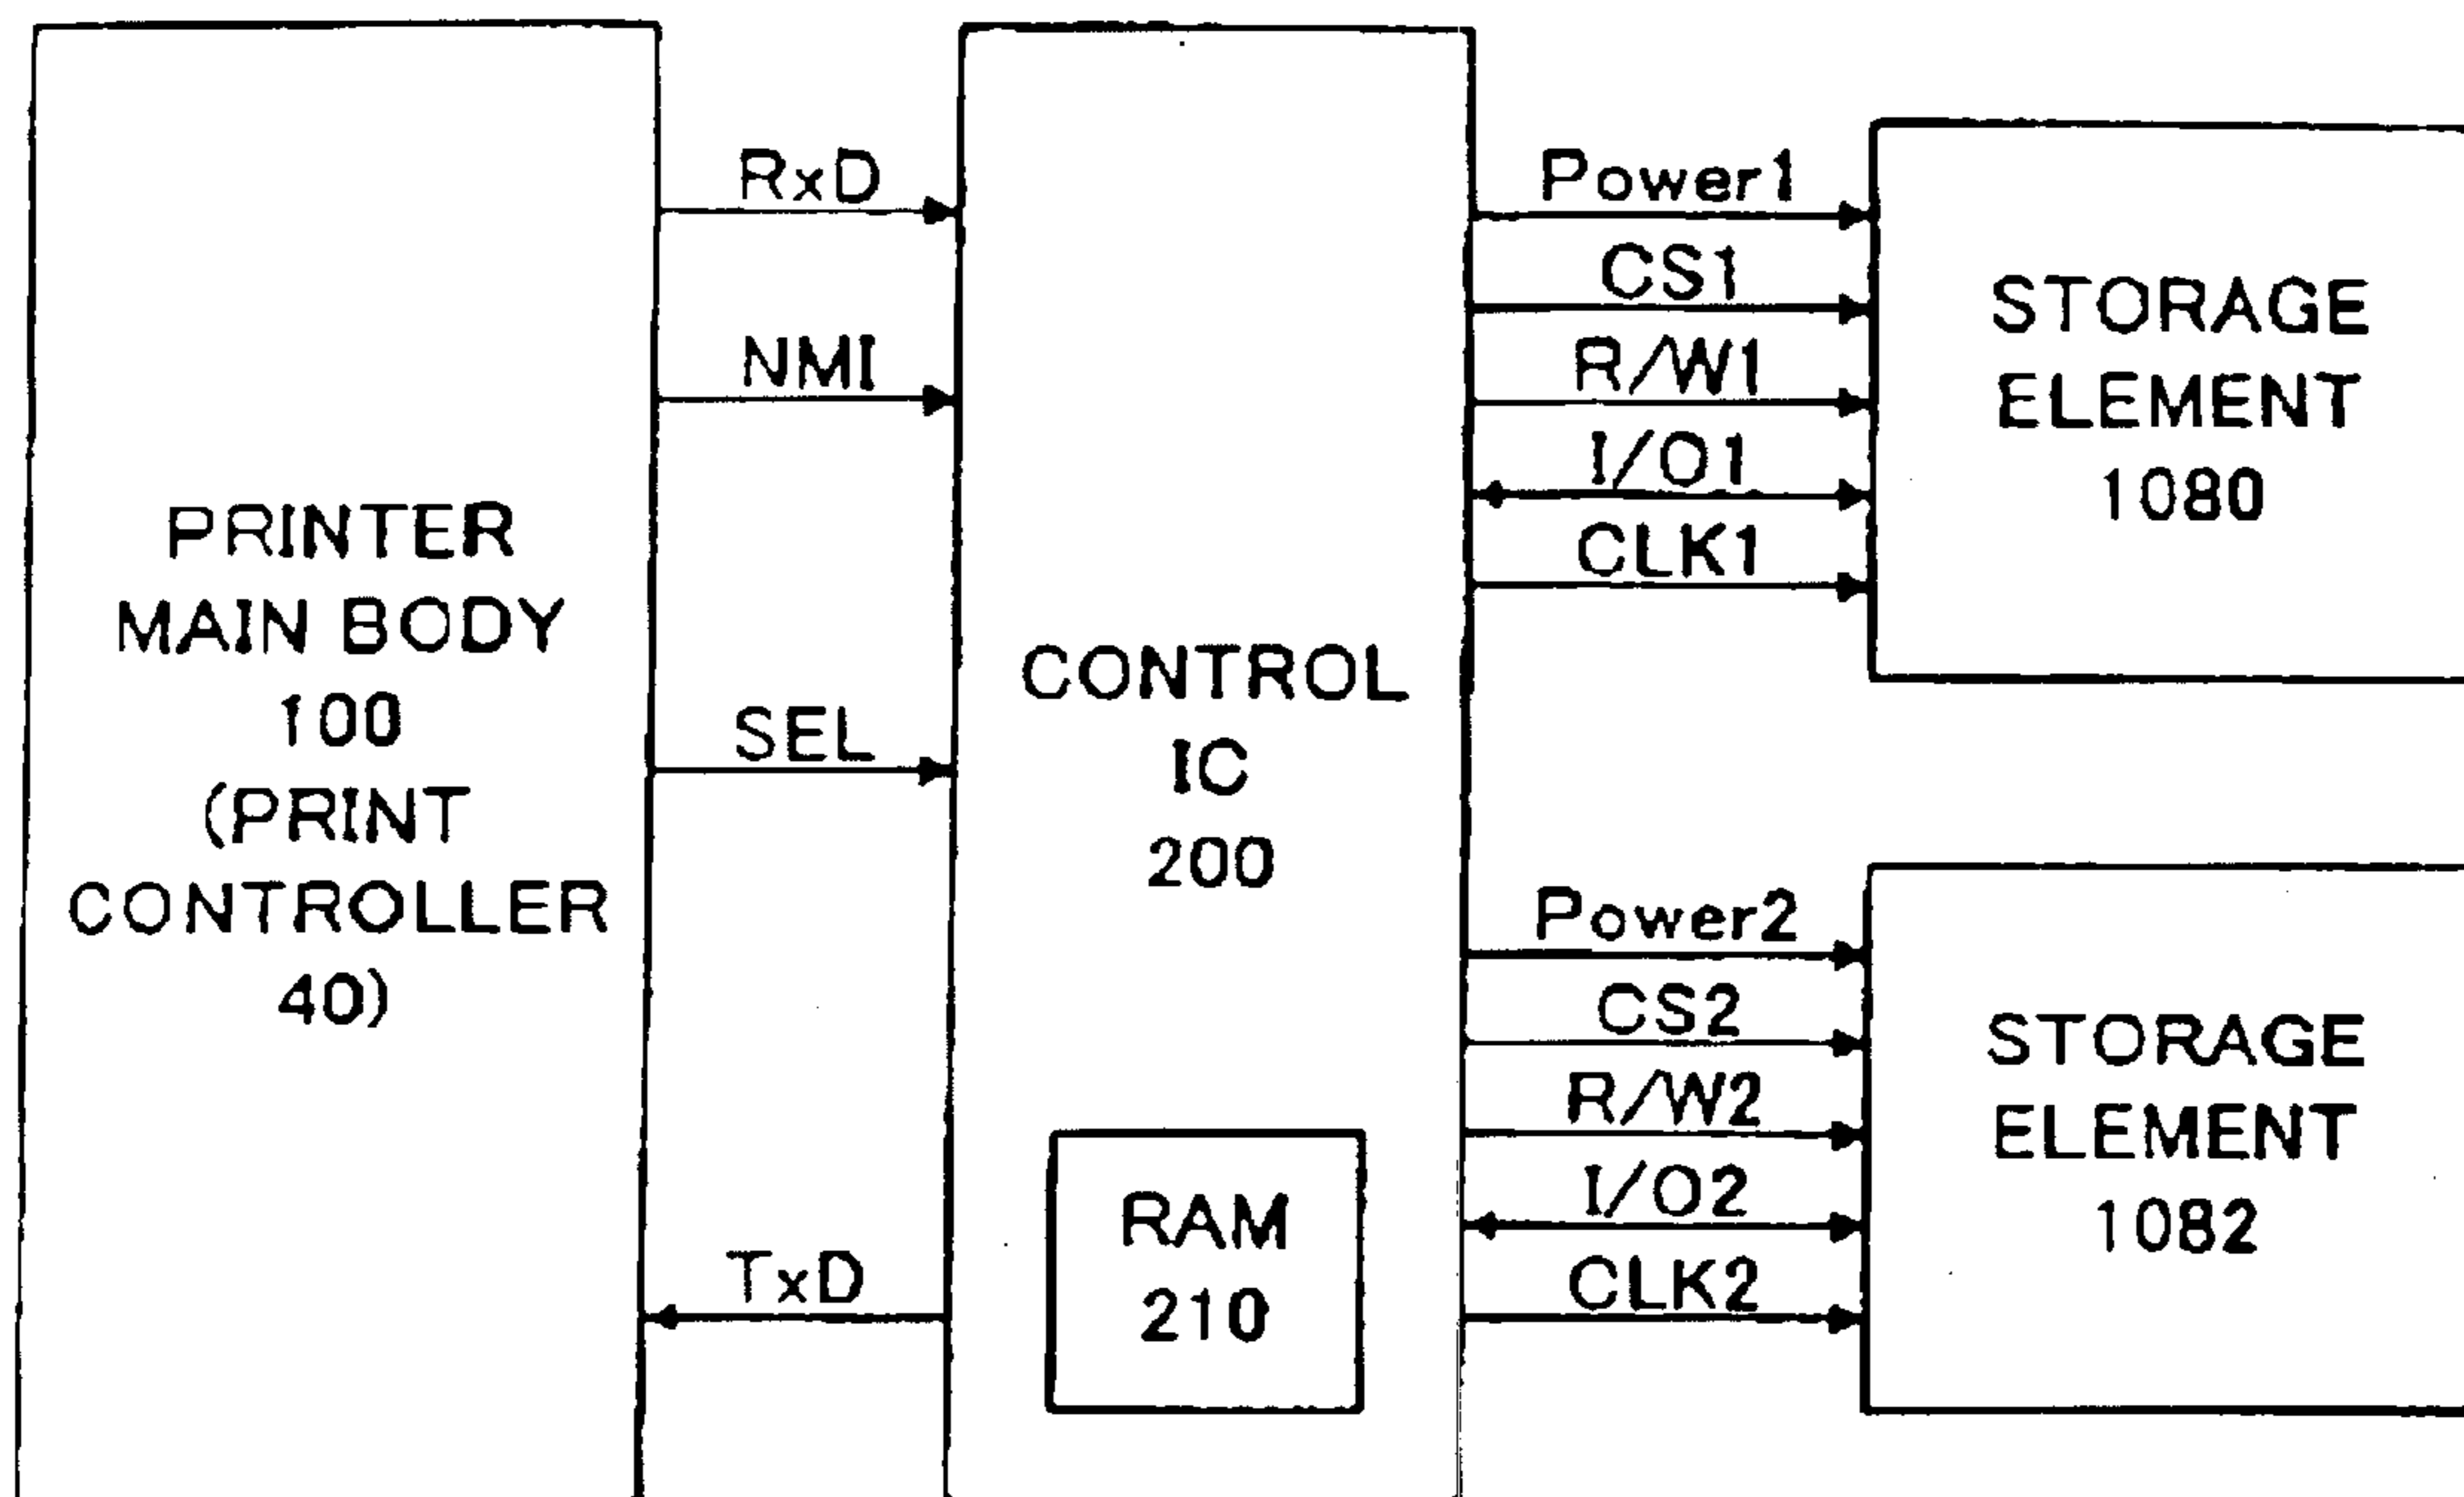 PRINTER
MAIN BODY
100
(PRINT
CONTROLLER
40)
RxD
NMI
SEL
TxD
CONTROL
IC
200
RAM
210
Power1
CS1
R/W1
I/O1
CLK1
STORAGE
ELEMENT
1080
Power2
CS2
R/W2
I/O2
CLK2
STORAGE
ELEMENT
1082